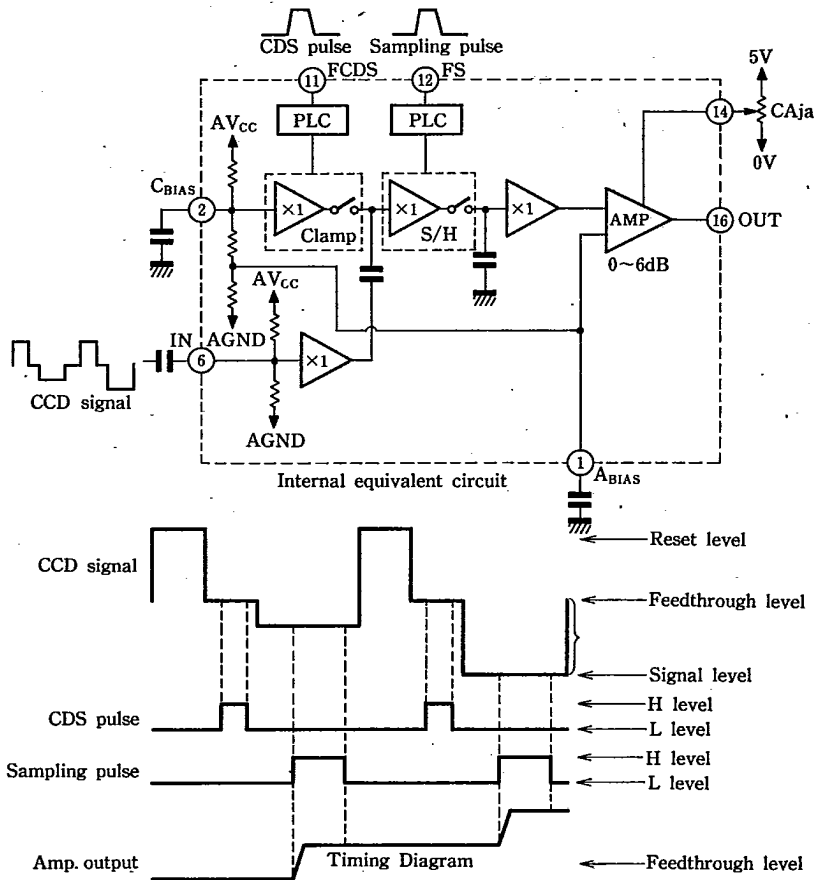 CDS pulse
Sampling pulse
11 FCDS
12 FS
PLC
PLC
5V
14
CAja
0V
AVCC
CBIAS
2
×1
Clamp
×1
S/H
×1
AMP
0~6dB
16 OUT
AVCC
AGND
IN
6
×1
CCD signal
AGND
1
ABIAS
Internal equivalent circuit
Reset level
CCD signal
Feedthrough level
Signal level
H level
CDS pulse
L level
H level
Sampling pulse
L level
Timing Diagram
Amp. output
Feedthrough level